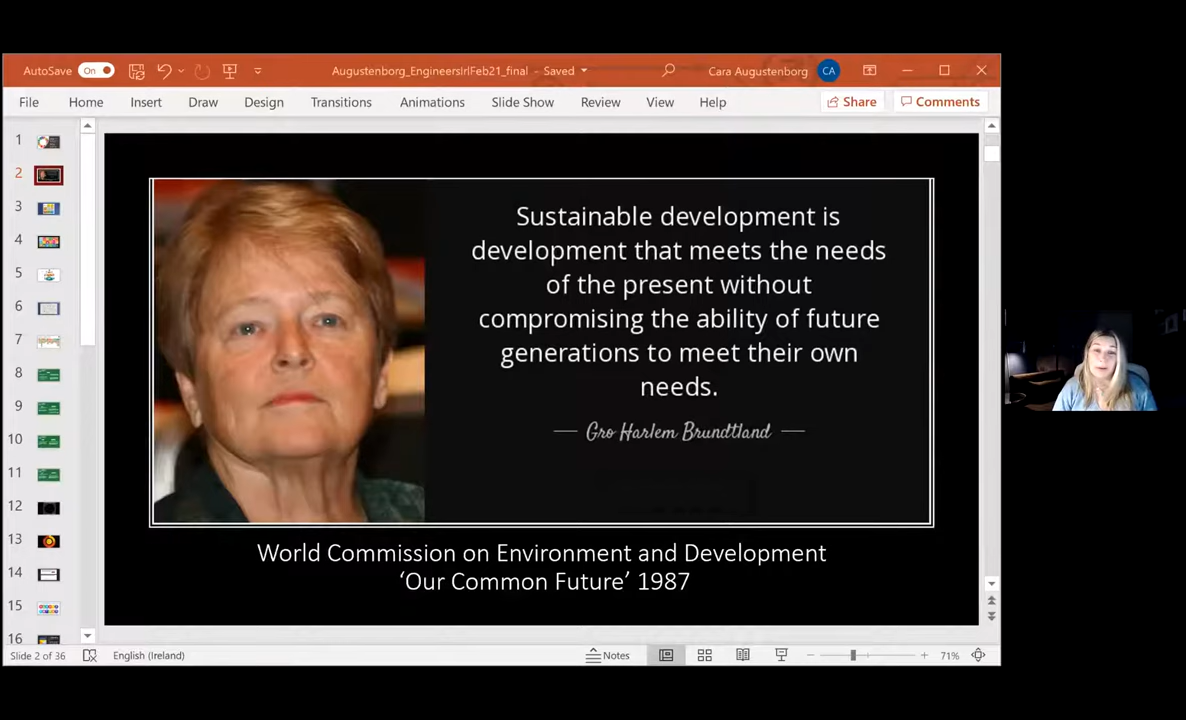 AutoSave On Augustenborg_EngineersIrlFeb21_final - Saved Cara Augustenborg CA
File Home Insert Draw Design Transitions Animations Slide Show Review View Help Share Comments
1
2
3
4
5
6
7
8
9
10
11
12
13
14
15
16
Sustainable development is
development that meets the needs
of the present without
compromising the ability of future
generations to meet their own
needs.
Gro Harlem Brundtland
World Commission on Environment and Development
‘Our Common Future’ 1987
Slide 2 of 36 English (Ireland) Notes 71%